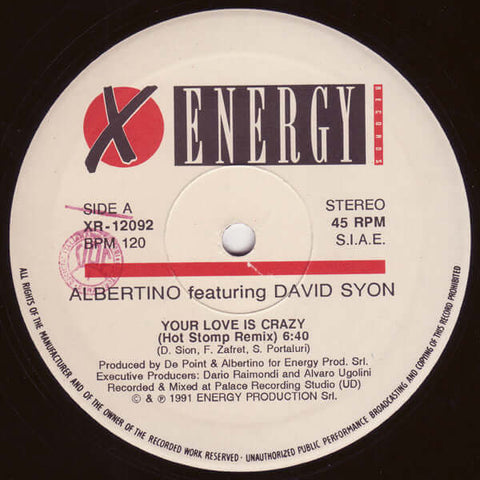 X ENERGY RECORDS
SIDE A
XR-12092
BPM 120
STEREO
45 RPM
S.I.A.E.
ALBERTINO featuring DAVID SYON
YOUR LOVE IS CRAZY
(Hot Stomp Remix) 6:40
(D. Sion, F. Zafret, S. Portaluri)
Produced by De Point & Albertino for Energy Prod. Srl.
Executive Producers: Dario Raimondi and Alvaro Ugolini
Recorded & Mixed at Palace Recording Studio (UD)
© & ℗ 1991 ENERGY PRODUCTION Srl.
ALL RIGHTS OF THE MANUFACTURER AND OF THE OWNER OF THE RECORDED WORK RESERVED - UNAUTHORIZED PUBLIC PERFORMANCE BROADCASTING AND COPYING OF THIS RECORD PROHIBITED